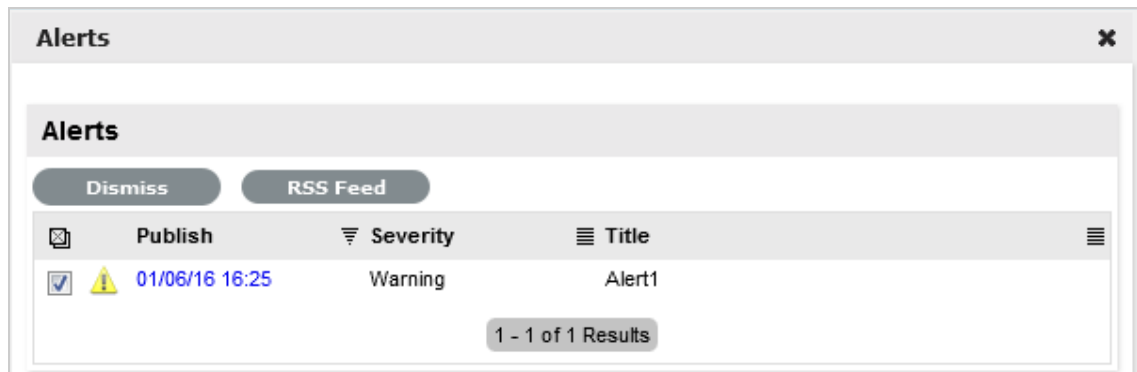 Alerts
Alerts
Dismiss RSS Feed
Publish Severity Title
01/06/16 16:25 Warning Alert1
1 - 1 of 1 Results